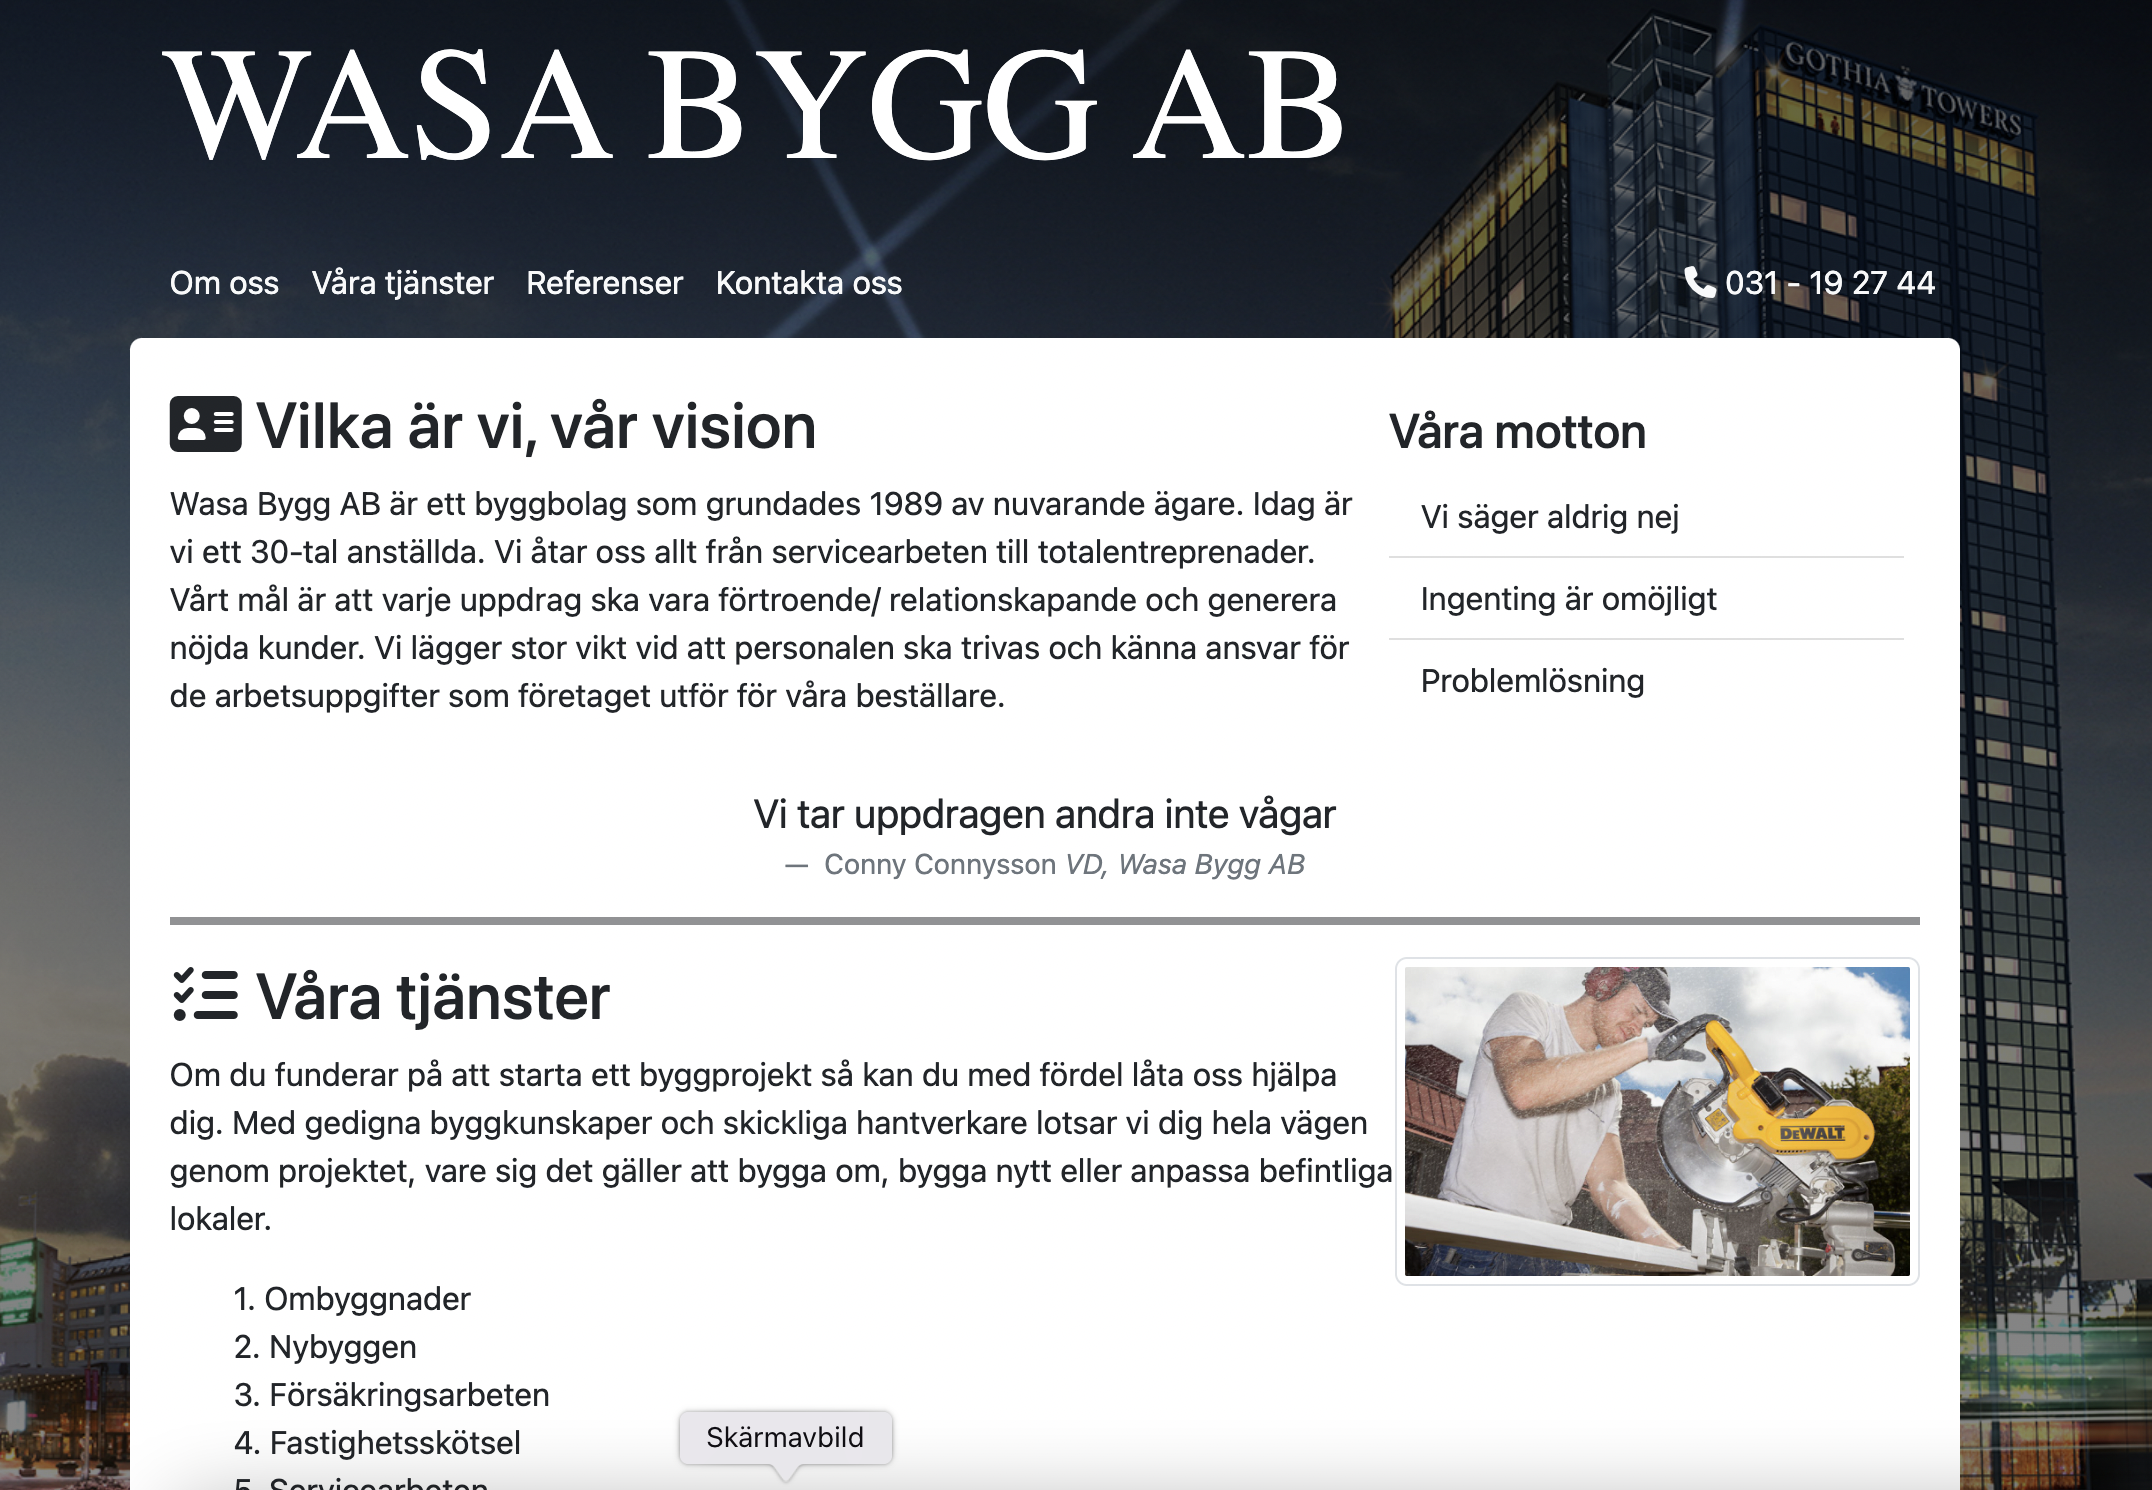 WASA BYGG AB
GOTHIA TOWERS
Om oss Våra tjänster Referenser Kontakta oss 031 - 19 27 44
Vilka är vi, vår vision
Wasa Bygg AB är ett byggbolag som grundades 1989 av nuvarande ägare. Idag är
vi ett 30-tal anställda. Vi åtar oss allt från servicearbeten till totalentreprenader.
Vårt mål är att varje uppdrag ska vara förtroende/ relationskapande och generera
nöjda kunder. Vi lägger stor vikt vid att personalen ska trivas och känna ansvar för
de arbetsuppgifter som företaget utför för våra beställare.
Våra motton
Vi säger aldrig nej
Ingenting är omöjligt
Problemlösning
Vi tar uppdragen andra inte vågar
— Conny Connysson VD, Wasa Bygg AB
Våra tjänster
Om du funderar på att starta ett byggprojekt så kan du med fördel låta oss hjälpa
dig. Med gedigna byggkunskaper och skickliga hantverkare lotsar vi dig hela vägen
genom projektet, vare sig det gäller att bygga om, bygga nytt eller anpassa befintliga
lokaler.
DEWALT
1. Ombyggnader
2. Nybyggen
3. Försäkringsarbeten
4. Fastighetsskötsel
5. Servicearbeten
Skärmavbild